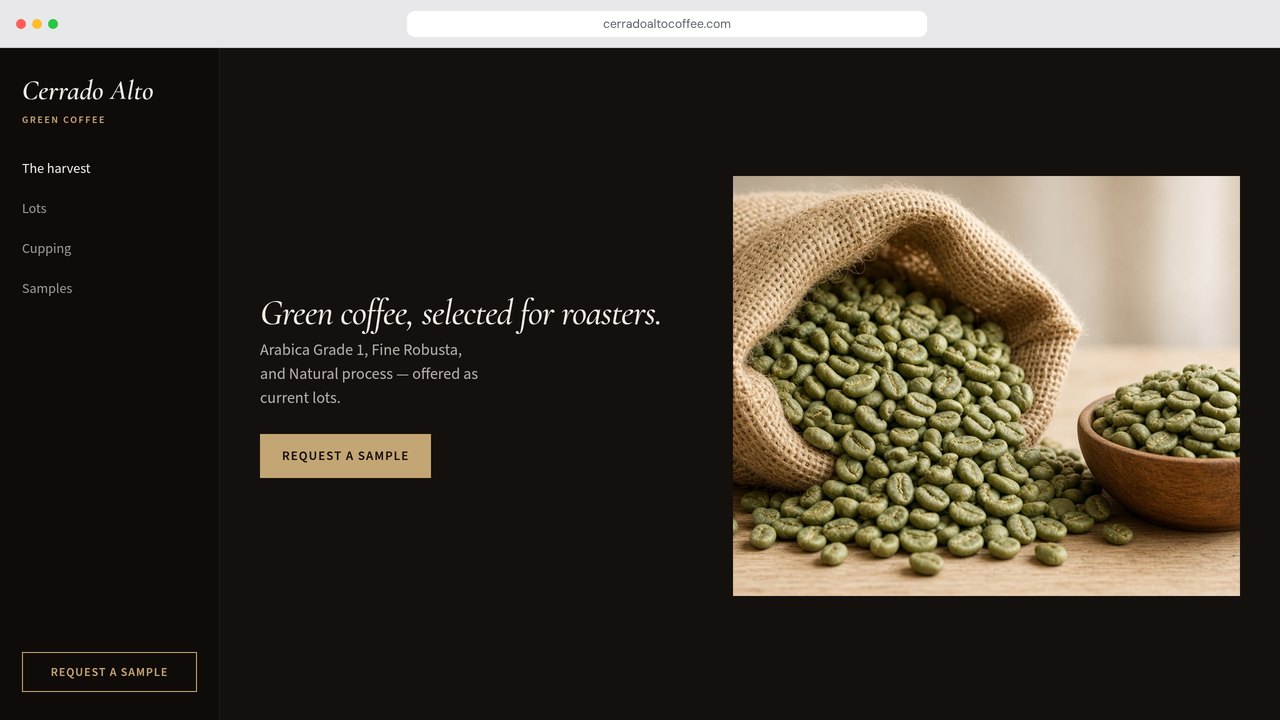 cerradoaltocoffee.com
Cerrado Alto
GREEN COFFEE
The harvest
Lots
Cupping
Samples
REQUEST A SAMPLE
Green coffee, selected for roasters.
Arabica Grade 1, Fine Robusta,
and Natural process — offered as
current lots.
REQUEST A SAMPLE